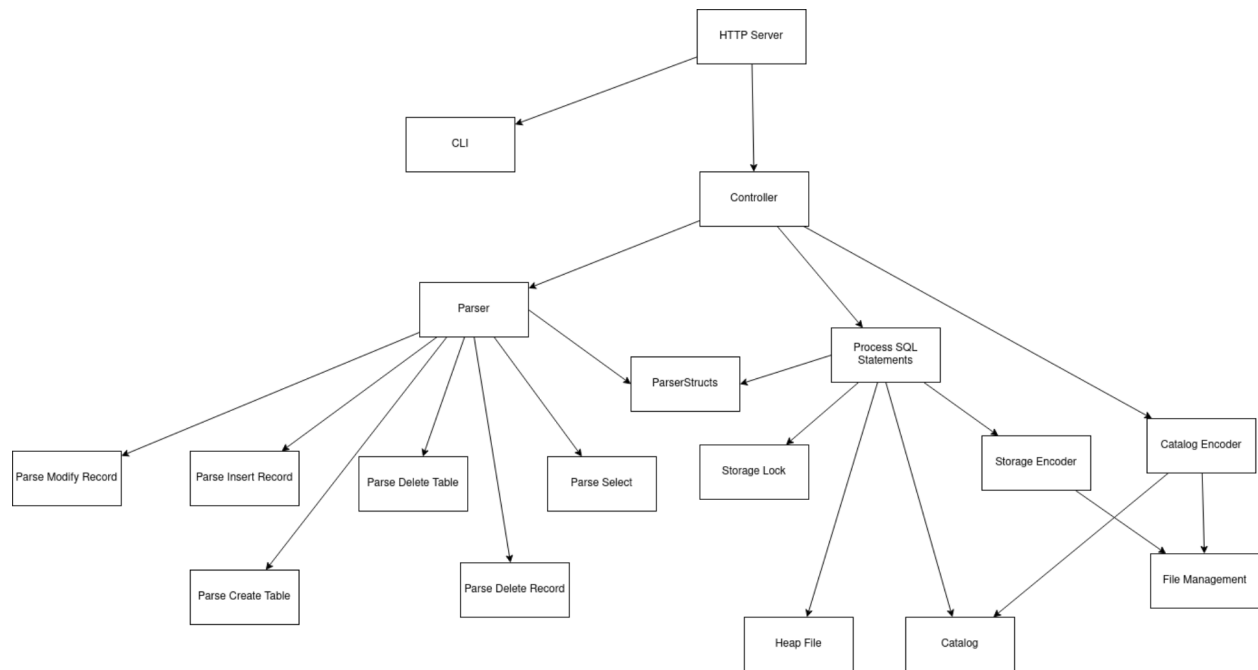 HTTP Server
CLI
Controller
Parser
Process SQL
Statements
ParserStructs
Catalog Encoder
Storage Encoder
Storage Lock
Parse Modify Record
Parse Insert Record
Parse Delete Table
Parse Select
File Management
Parse Create Table
Parse Delete Record
Heap File
Catalog